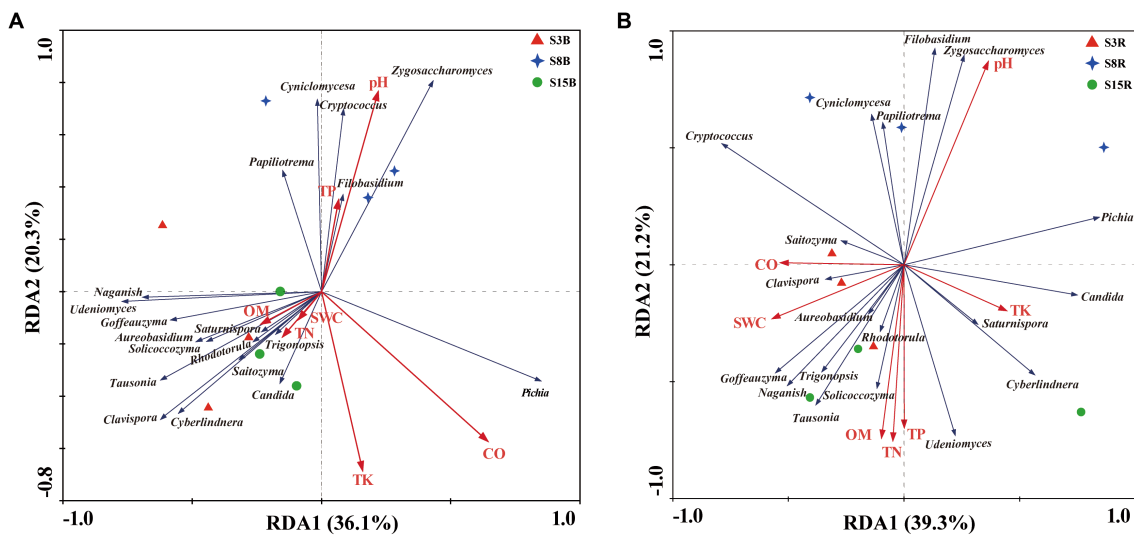 A
1.0
S3B
S8B
S15B
Zygosaccharomyces
pH
Cyniclomycesa
Cryptococcus
Papiliotrema
TP
Filobasidium
RDA2 (20.3%)
Naganish
Udeniomyces
OM
SWC
Goffeauzyma
Saturnispora
TN
Aureobasidium
Solicoccozyma
Rhodotorula
Trigonopsis
Saitozyma
Tausonia
Candida
Pichia
Clavispora
Cyberlindnera
CO
TK
-0.8
-1.0
RDA1 (36.1%)
1.0
B
1.0
S3R
S8R
S15R
Filobasidium
Zygosaccharomyces
pH
Cyniclomycesa
Papiliotrema
Cryptococcus
Pichia
Saitozyma
RDA2 (21.2%)
CO
Clavispora
Candida
SWC
TK
Aureobasidium
Saturnispora
Rhodotorula
Goffeauzyma
Trigonopsis
Naganish
Solicoccozyma
Cyberlindnera
Tausonia
OM
TN
TP
Udeniomyces
-1.0
-1.0
RDA1 (39.3%)
1.0